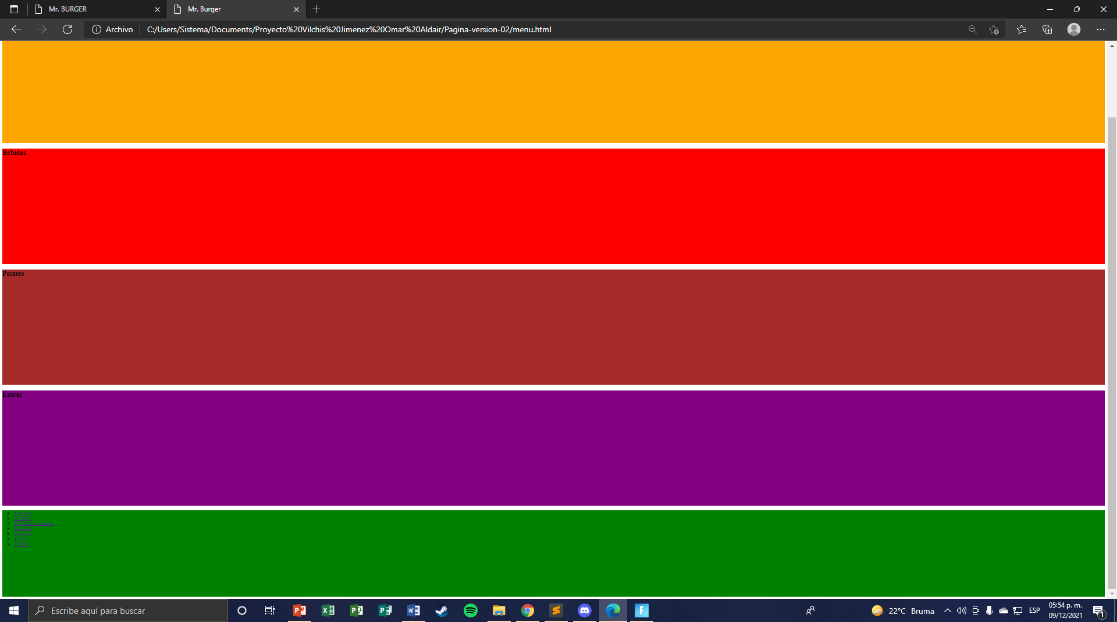 Mr. BURGER
Mr. Burger
Archivo
C:/Users/Sistema/Documents/Proyecto%20Vilchis%20Jimenez%20Omar%20Aldair/Pagina-version-02/menu.html
Bebidas
Postres
Extras
Escribe aquí para buscar
22°C Bruma
ESP
05:54 p. m.
09/12/2021